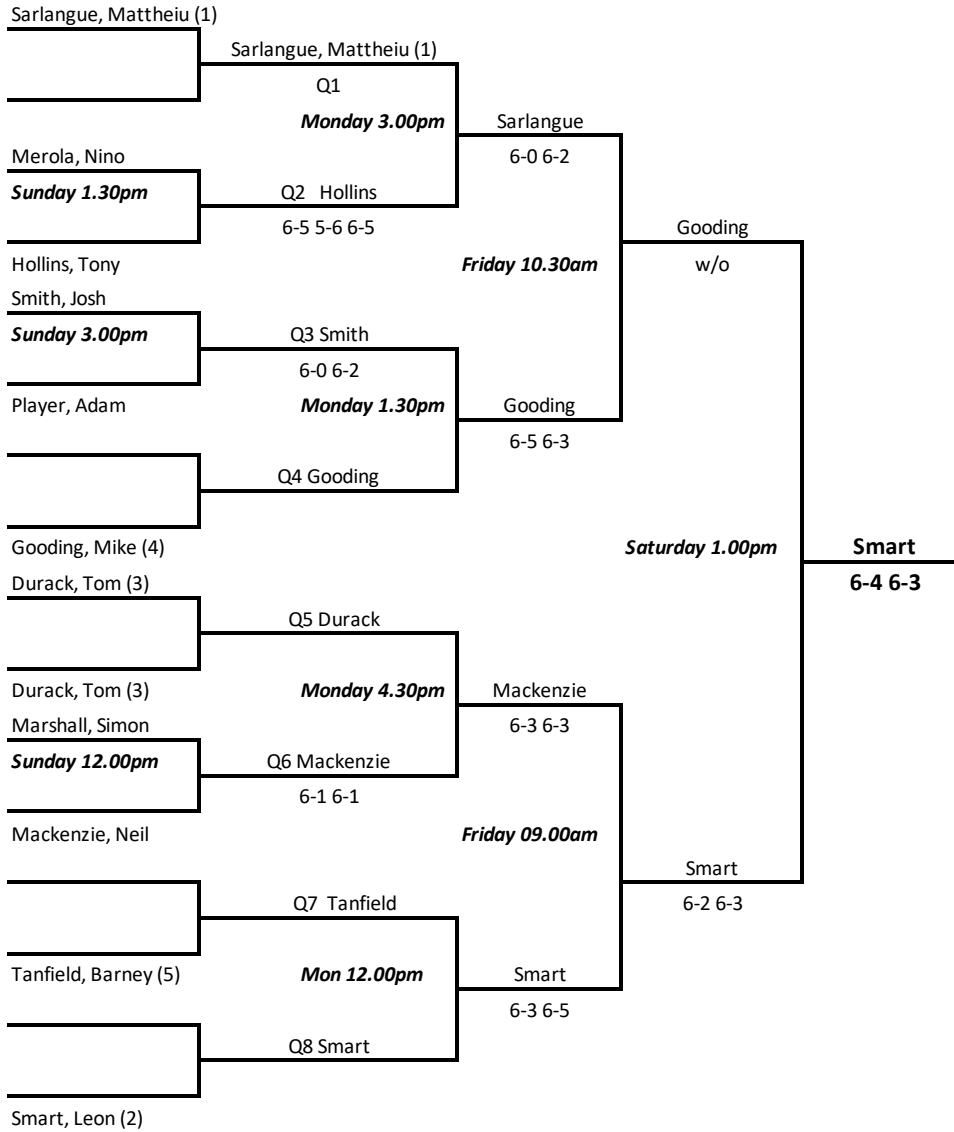 Sarlangue, Mattheiu (1)
Sarlangue, Mattheiu (1)
Q1
Monday 3.00pm
Sarlangue
6-0 6-2
Merola, Nino
Sunday 1.30pm
Q2 Hollins
6-5 5-6 6-5
Gooding
w/o
Hollins, Tony
Friday 10.30am
Smith, Josh
Sunday 3.00pm
Q3 Smith
6-0 6-2
Player, Adam
Monday 1.30pm
Gooding
6-5 6-3
Q4 Gooding
Gooding, Mike (4)
Saturday 1.00pm
Smart
6-4 6-3
Durack, Tom (3)
Q5 Durack
Durack, Tom (3)
Monday 4.30pm
Mackenzie
6-3 6-3
Marshall, Simon
Sunday 12.00pm
Q6 Mackenzie
6-1 6-1
Mackenzie, Neil
Friday 09.00am
Smart
6-2 6-3
Q7 Tanfield
Tanfield, Barney (5)
Mon 12.00pm
Smart
6-3 6-5
Q8 Smart
Smart, Leon (2)